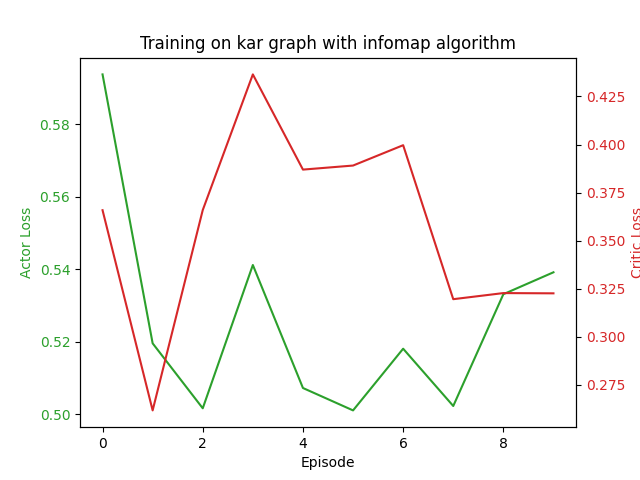 Training on kar graph with infomap algorithm
Actor Loss
0.58
0.56
0.54
0.52
0.50
0.425
0.400
0.375
0.350
0.325
0.300
0.275
Critic Loss
0 2 4 6 8
Episode